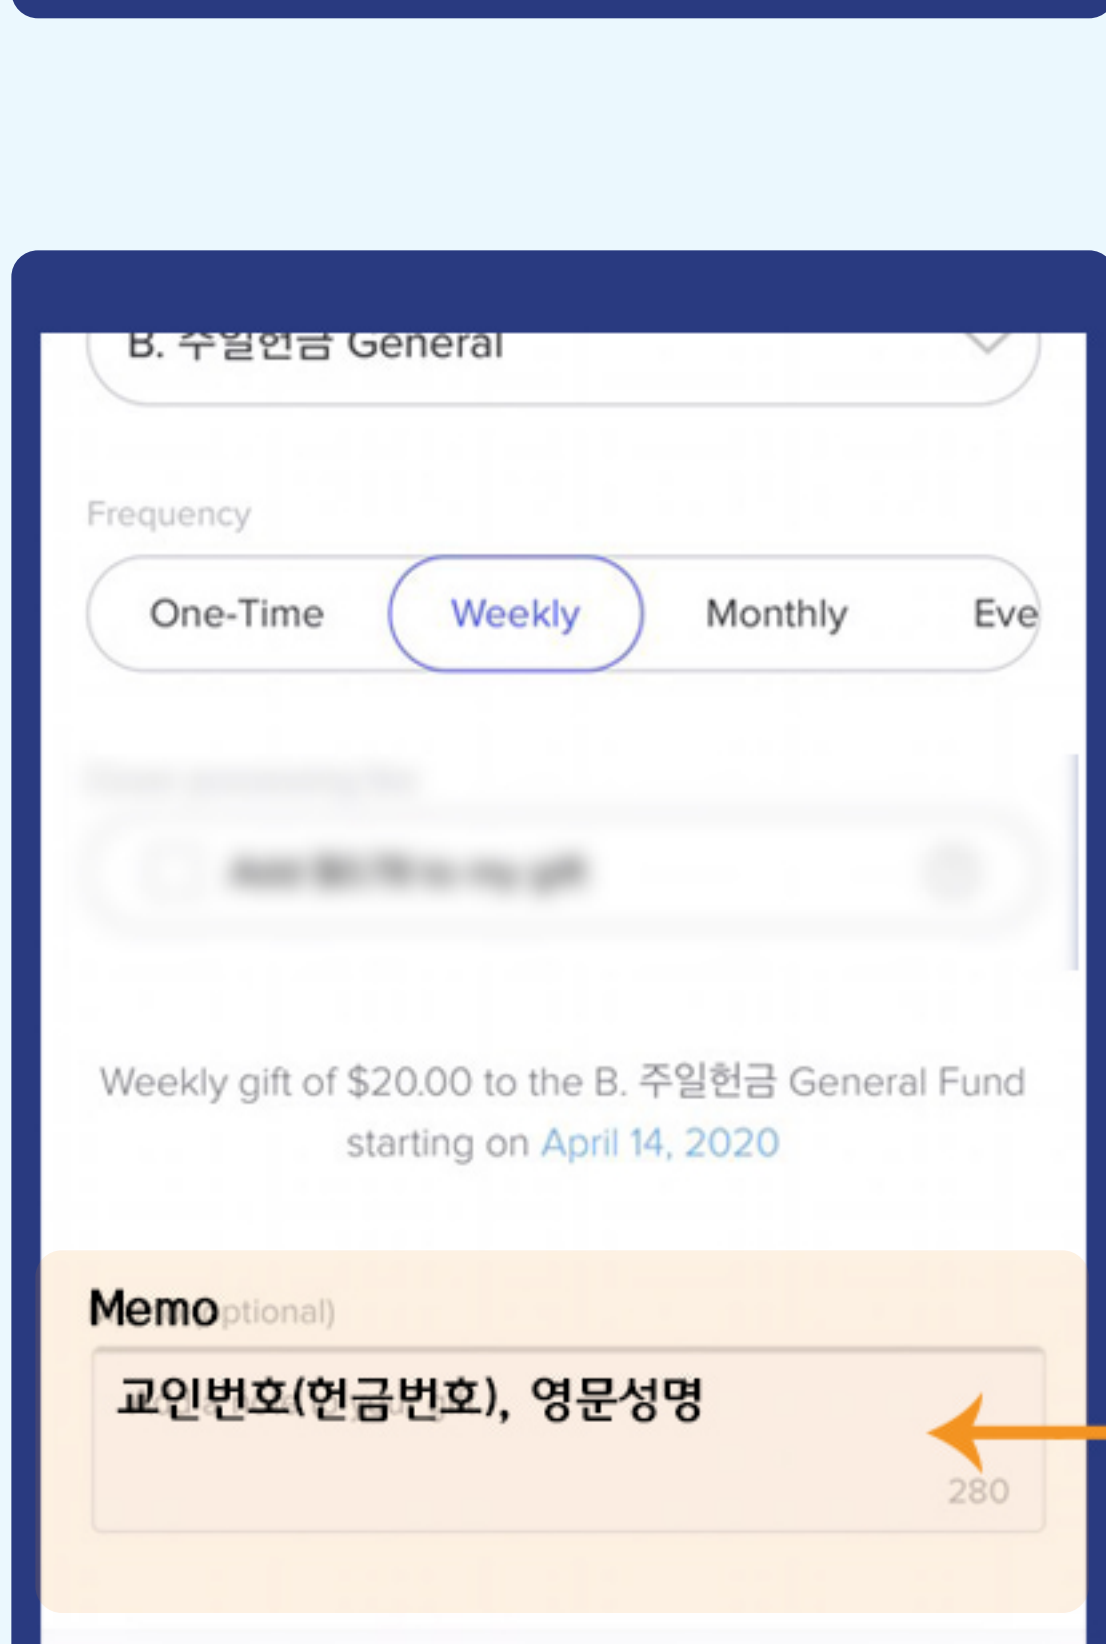 B. 주일헌금 General
Frequency
One-Time Weekly Monthly Eve
Weekly gift of $20.00 to the B. 주일헌금 General Fund
starting on April 14, 2020
Memo ptional)
교인번호(헌금번호), 영문성명
280